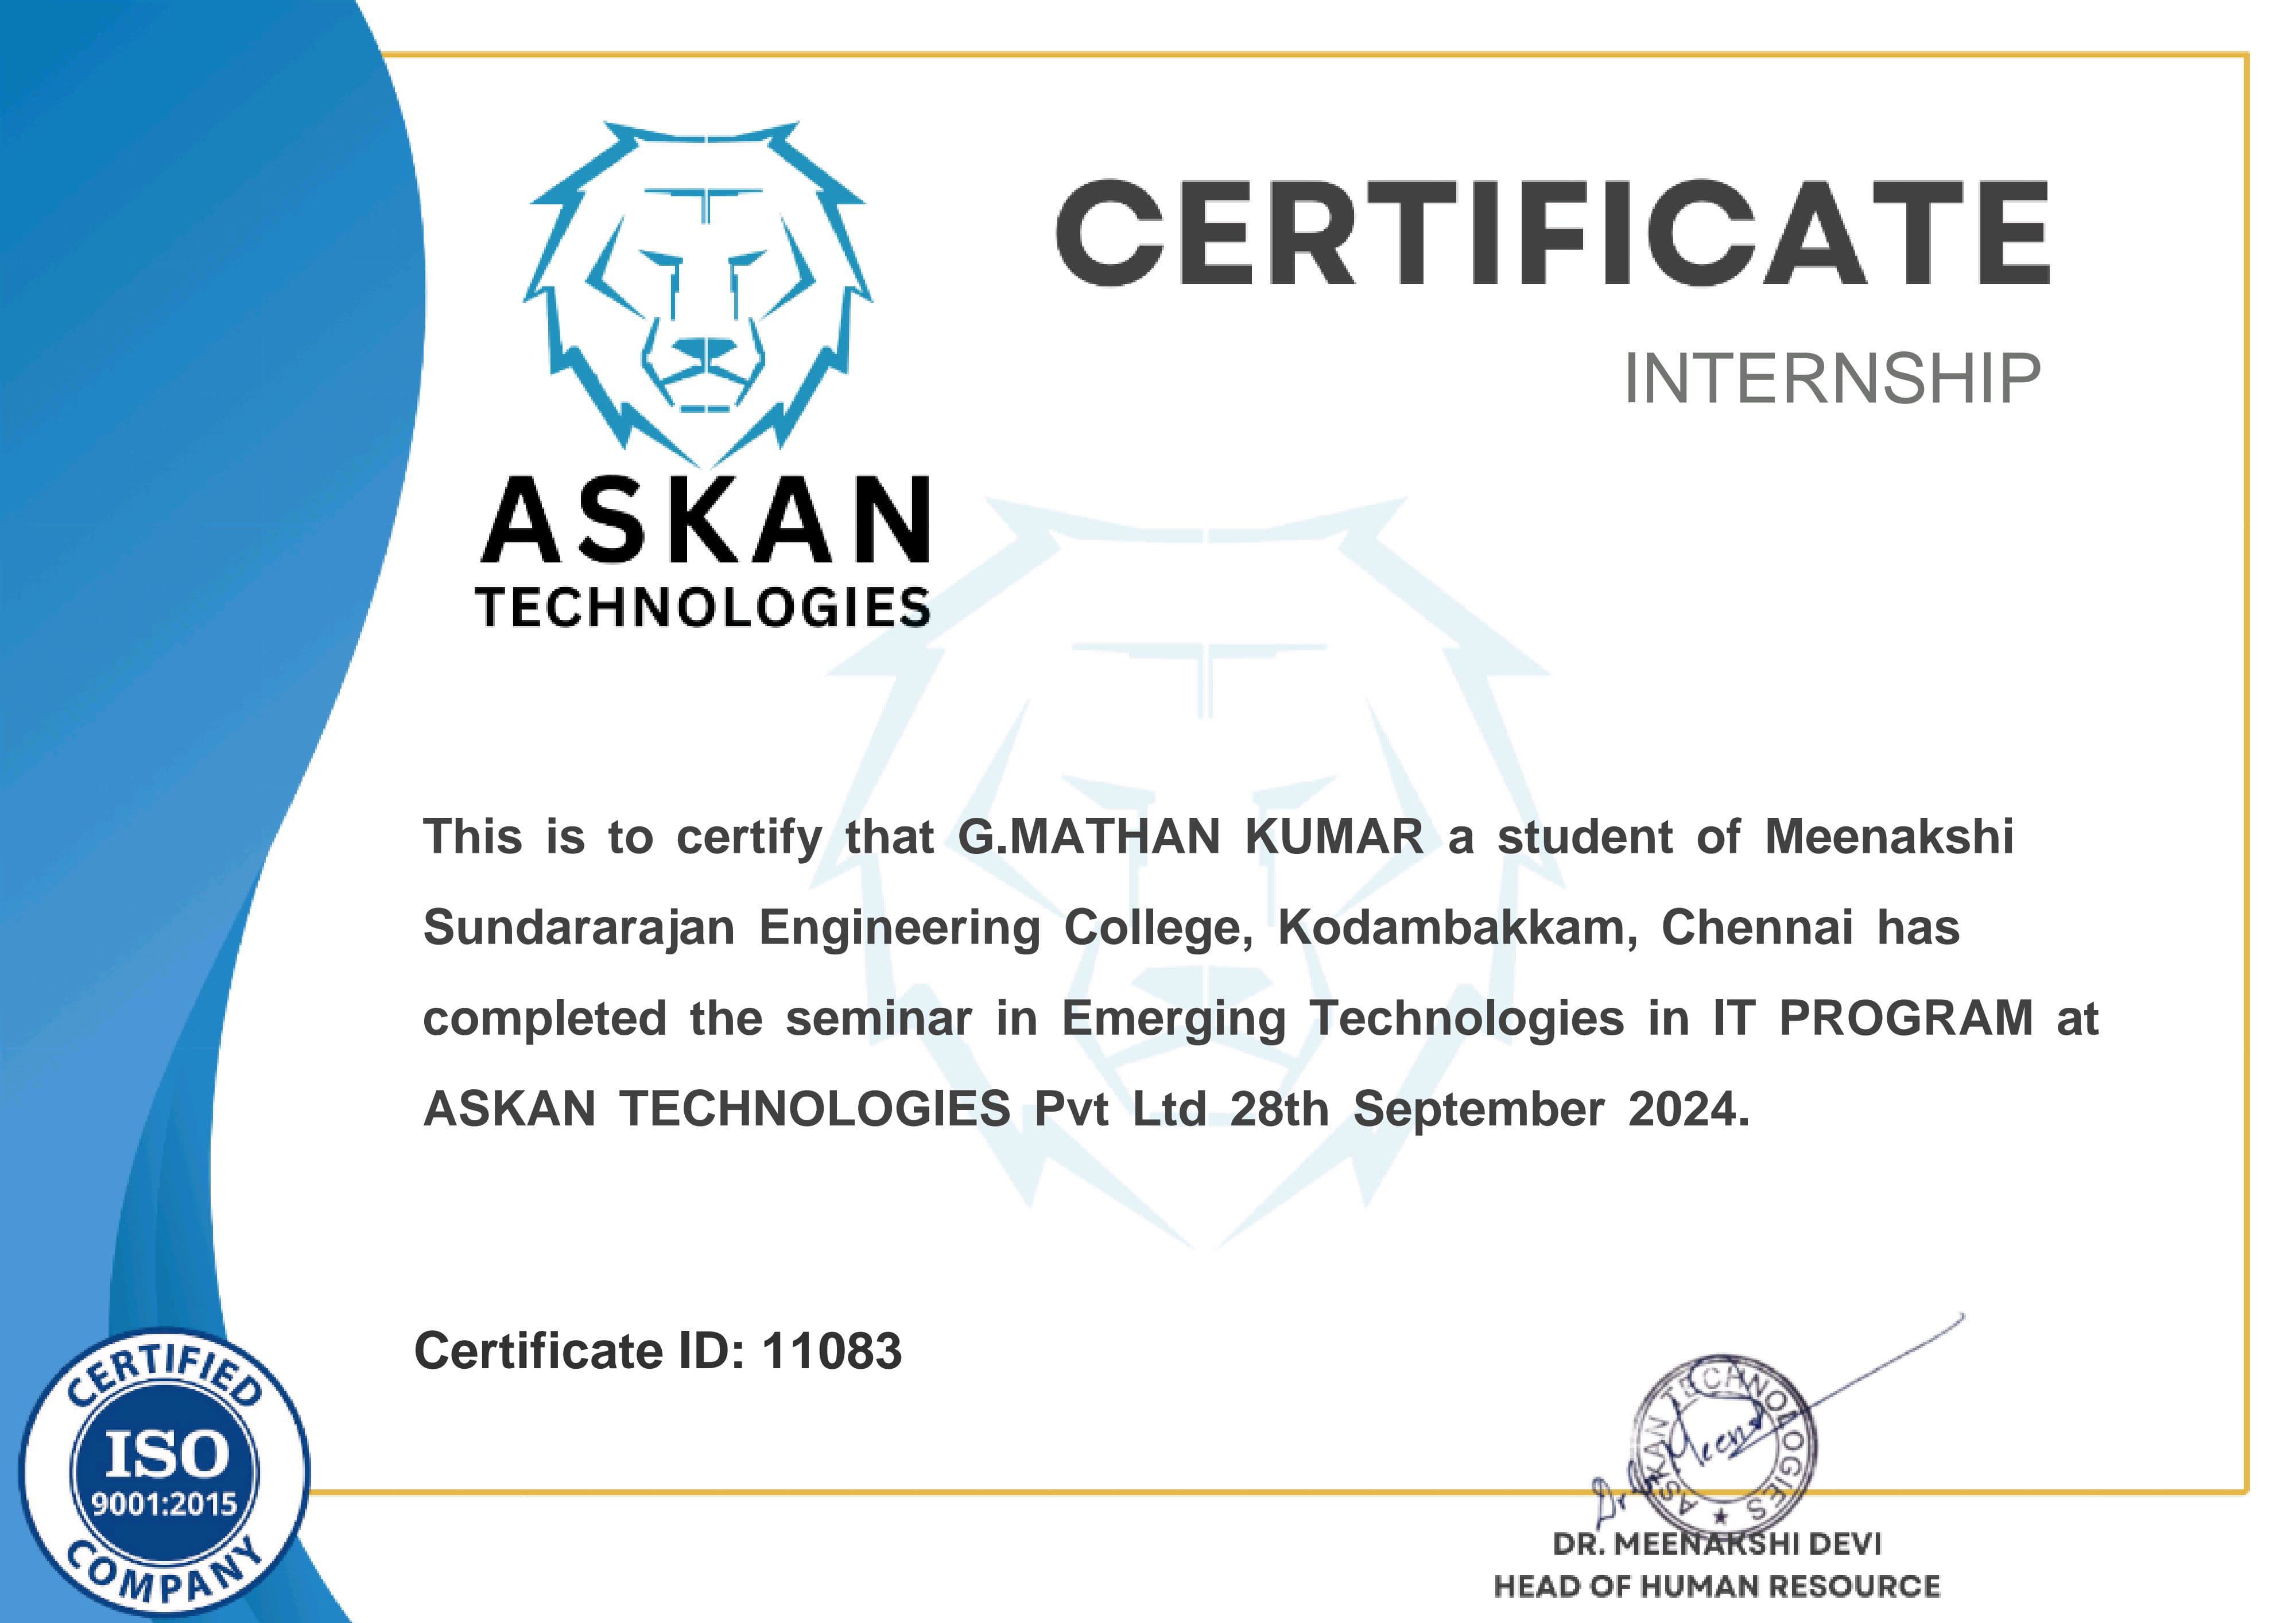 CERTIFICATE
INTERNSHIP
ASKAN
TECHNOLOGIES
This is to certify that G.MATHAN KUMAR a student of Meenakshi
Sundararajan Engineering College, Kodambakkam, Chennai has
completed the seminar in Emerging Technologies in IT PROGRAM at
ASKAN TECHNOLOGIES Pvt Ltd 28th September 2024.
Certificate ID: 11083
CERTIFIED
ISO
9001:2015
COMPANY
ASKAN TECHNOLOGIES ★
Dr Meena
DR. MEENAKSHI DEVI
HEAD OF HUMAN RESOURCE